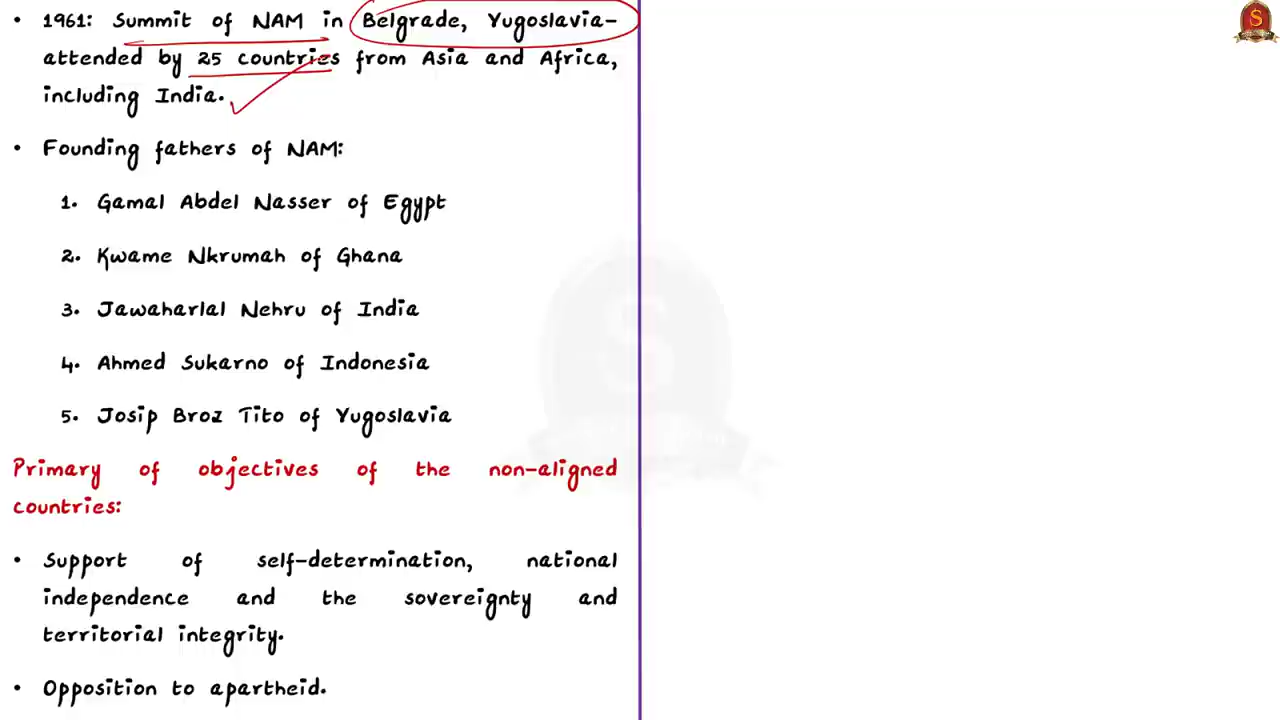 • 1961: Summit of NAM in Belgrade, Yugoslavia-
attended by 25 countries from Asia and Africa,
including India.
• Founding fathers of NAM:
1. Gamal Abdel Nasser of Egypt
2. Kwame Nkrumah of Ghana
3. Jawaharlal Nehru of India
4. Ahmed Sukarno of Indonesia
5. Josip Broz Tito of Yugoslavia
Primary of objectives of the non-aligned
countries:
• Support of self-determination, national
independence and the sovereignty and
territorial integrity.
• Opposition to apartheid.